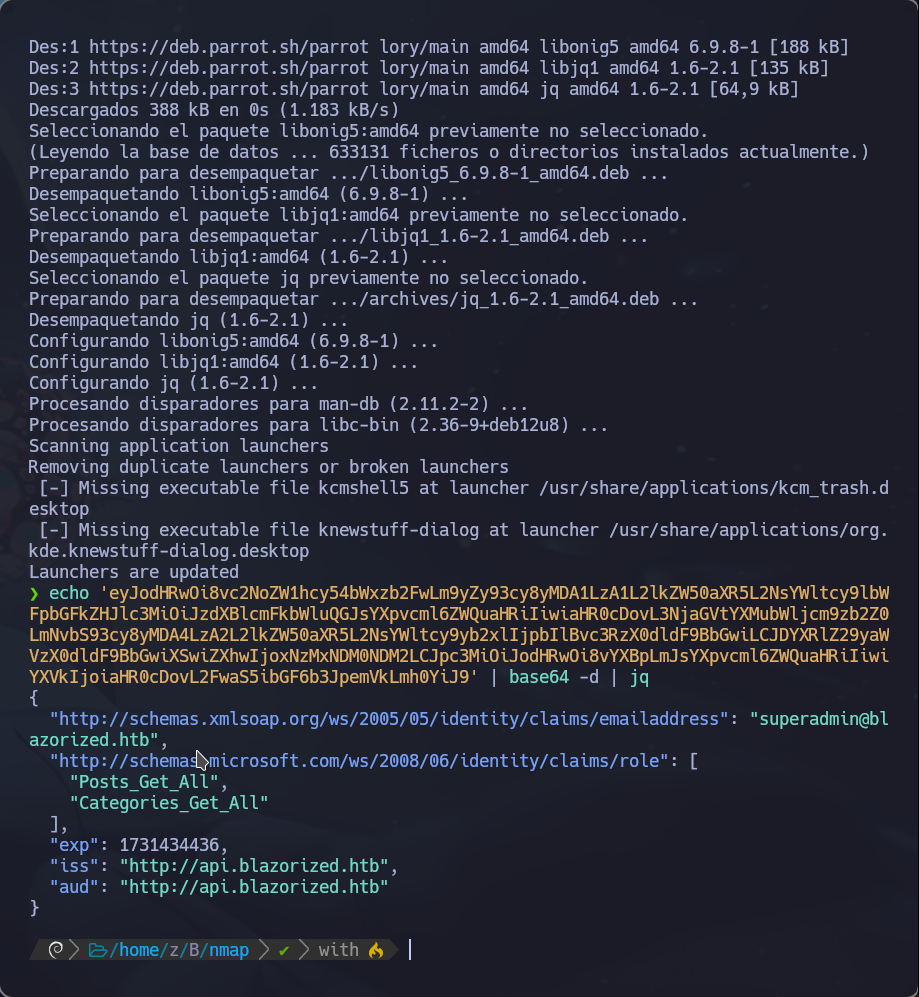 Des:1 https://deb.parrot.sh/parrot lory/main amd64 libonig5 amd64 6.9.8-1 [188 kB]
Des:2 https://deb.parrot.sh/parrot lory/main amd64 libjq1 amd64 1.6-2.1 [135 kB]
Des:3 https://deb.parrot.sh/parrot lory/main amd64 jq amd64 1.6-2.1 [64,9 kB]
Descargados 388 kB en 0s (1.183 kB/s)
Seleccionando el paquete libonig5:amd64 previamente no seleccionado.
(Leyendo la base de datos ... 633131 ficheros o directorios instalados actualmente.)
Preparando para desempaquetar .../libonig5_6.9.8-1_amd64.deb ...
Desempaquetando libonig5:amd64 (6.9.8-1) ...
Seleccionando el paquete libjq1:amd64 previamente no seleccionado.
Preparando para desempaquetar .../libjq1_1.6-2.1_amd64.deb ...
Desempaquetando libjq1:amd64 (1.6-2.1) ...
Seleccionando el paquete jq previamente no seleccionado.
Preparando para desempaquetar .../archives/jq_1.6-2.1_amd64.deb ...
Desempaquetando jq (1.6-2.1) ...
Configurando libonig5:amd64 (6.9.8-1) ...
Configurando libjq1:amd64 (1.6-2.1) ...
Configurando jq (1.6-2.1) ...
Procesando disparadores para man-db (2.11.2-2) ...
Procesando disparadores para libc-bin (2.36-9+deb12u8) ...
Scanning application launchers
Removing duplicate launchers or broken launchers
 [-] Missing executable file kcmshell5 at launcher /usr/share/applications/kcm_trash.d
esktop
 [-] Missing executable file knewstuff-dialog at launcher /usr/share/applications/org.
kde.knewstuff-dialog.desktop
Launchers are updated
❯ echo 'eyJodHRwOi8vc2NoZW1hcy54bWxzb2FwLm9yZy93cy8yMDA1LzA1L2lkZW50aXR5L2NsYWltcy9lbW
FpbGFkZHJlc3MiOiJzdXBlcmFkbWluQGJsYXpvcml6ZWQuaHRiIiwiaHR0cDovL3NjaGVtYXMubWljcm9zb2Z0
LmNvbS93cy8yMDA4LzA2L2lkZW50aXR5L2NsYWltcy9yb2xlIjpbIlBvc3RzX0dldF9BbGwiLCJDYXRlZ29yaW
VzX0dldF9BbGwiXSwiZXhwIjoxNzMxNDM0NDM2LCJpc3MiOiJodHRwOi8vYXBpLmJsYXpvcml6ZWQuaHRiIiwi
YXVkIjoiaHR0cDovL2FwaS5ibGF6b3JpemVkLmh0YiJ9' | base64 -d | jq
{
  "http://schemas.xmlsoap.org/ws/2005/05/identity/claims/emailaddress": "superadmin@bl
azorized.htb",
  "http://schemas.microsoft.com/ws/2008/06/identity/claims/role": [
    "Posts_Get_All",
    "Categories_Get_All"
  ],
  "exp": 1731434436,
  "iss": "http://api.blazorized.htb",
  "aud": "http://api.blazorized.htb"
}
/home/z/B/nmap ✔ with